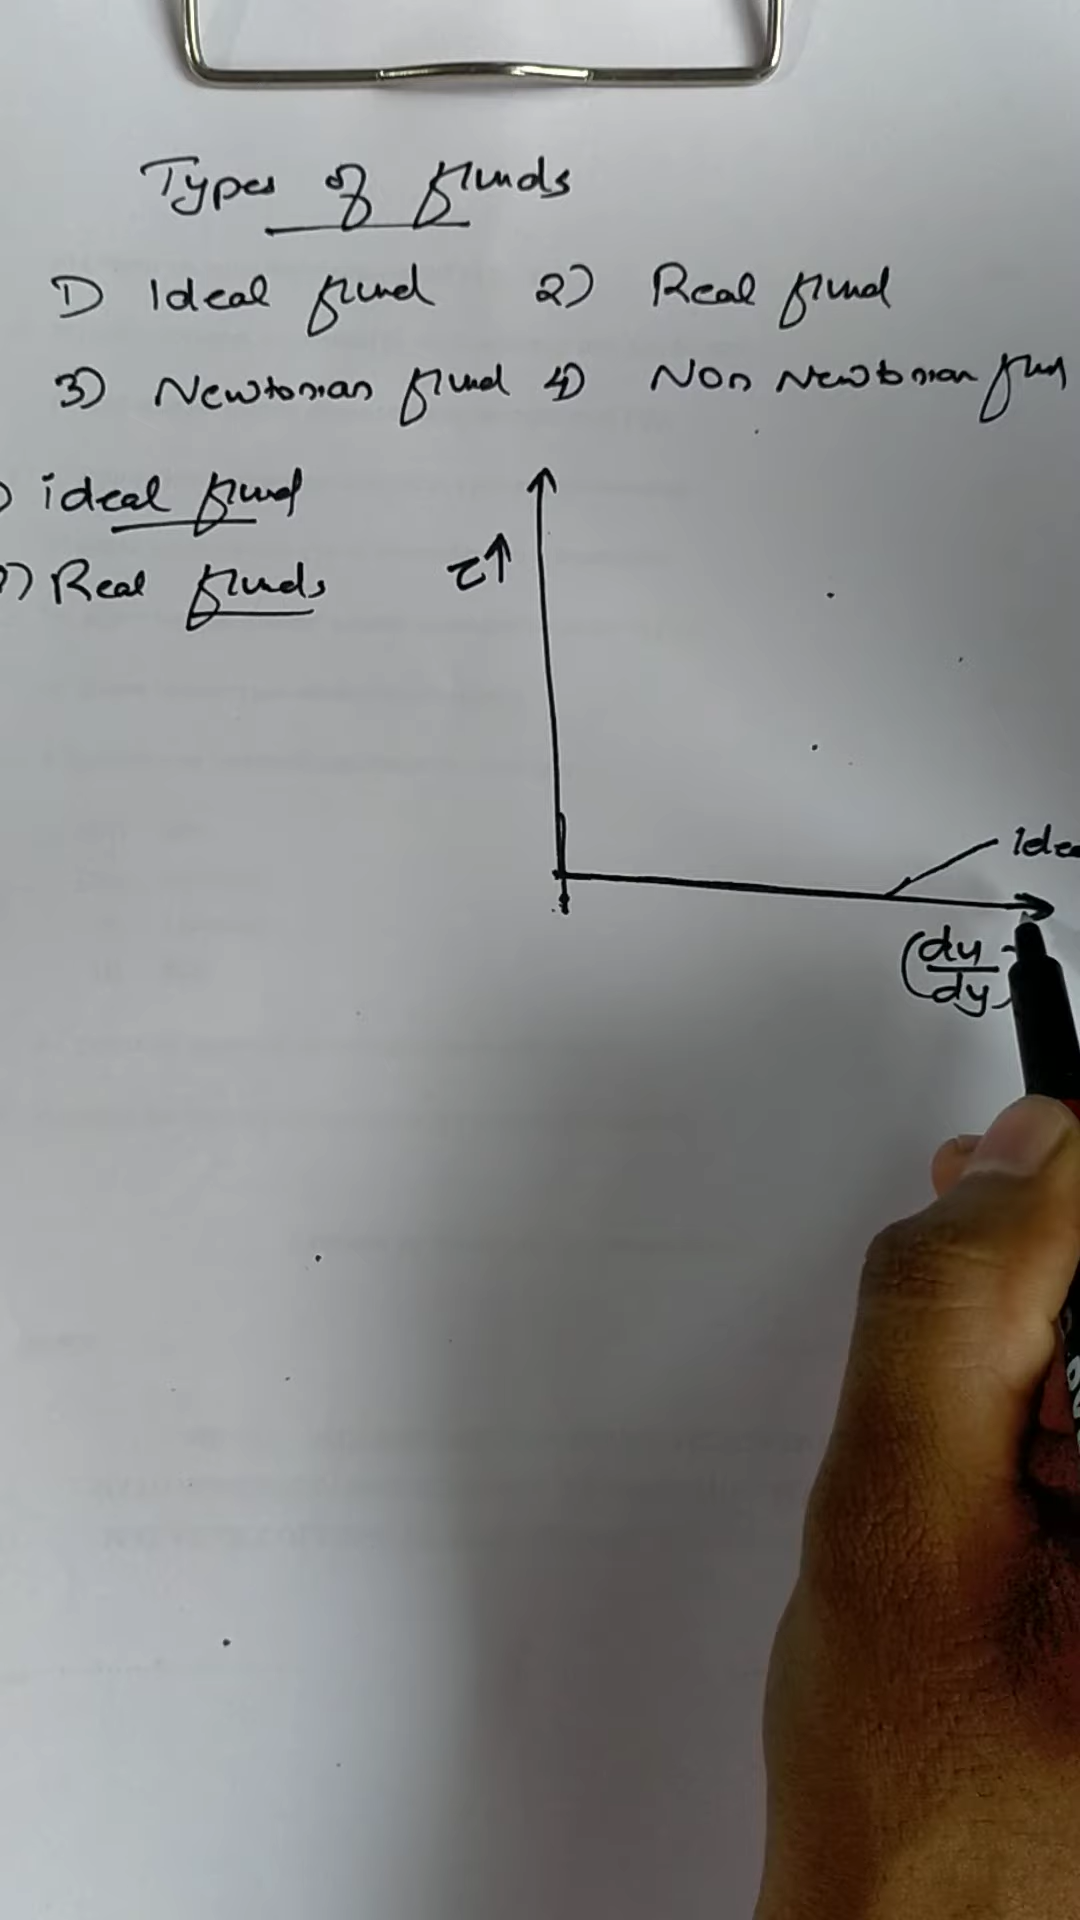 Types of fluids
1) Ideal fluid 2) Real fluid
3) Newtonian fluid 4) Non Newtonian fluid
) ideal fluid
2) Real fluids
τ↑
Idea
(du/dy)